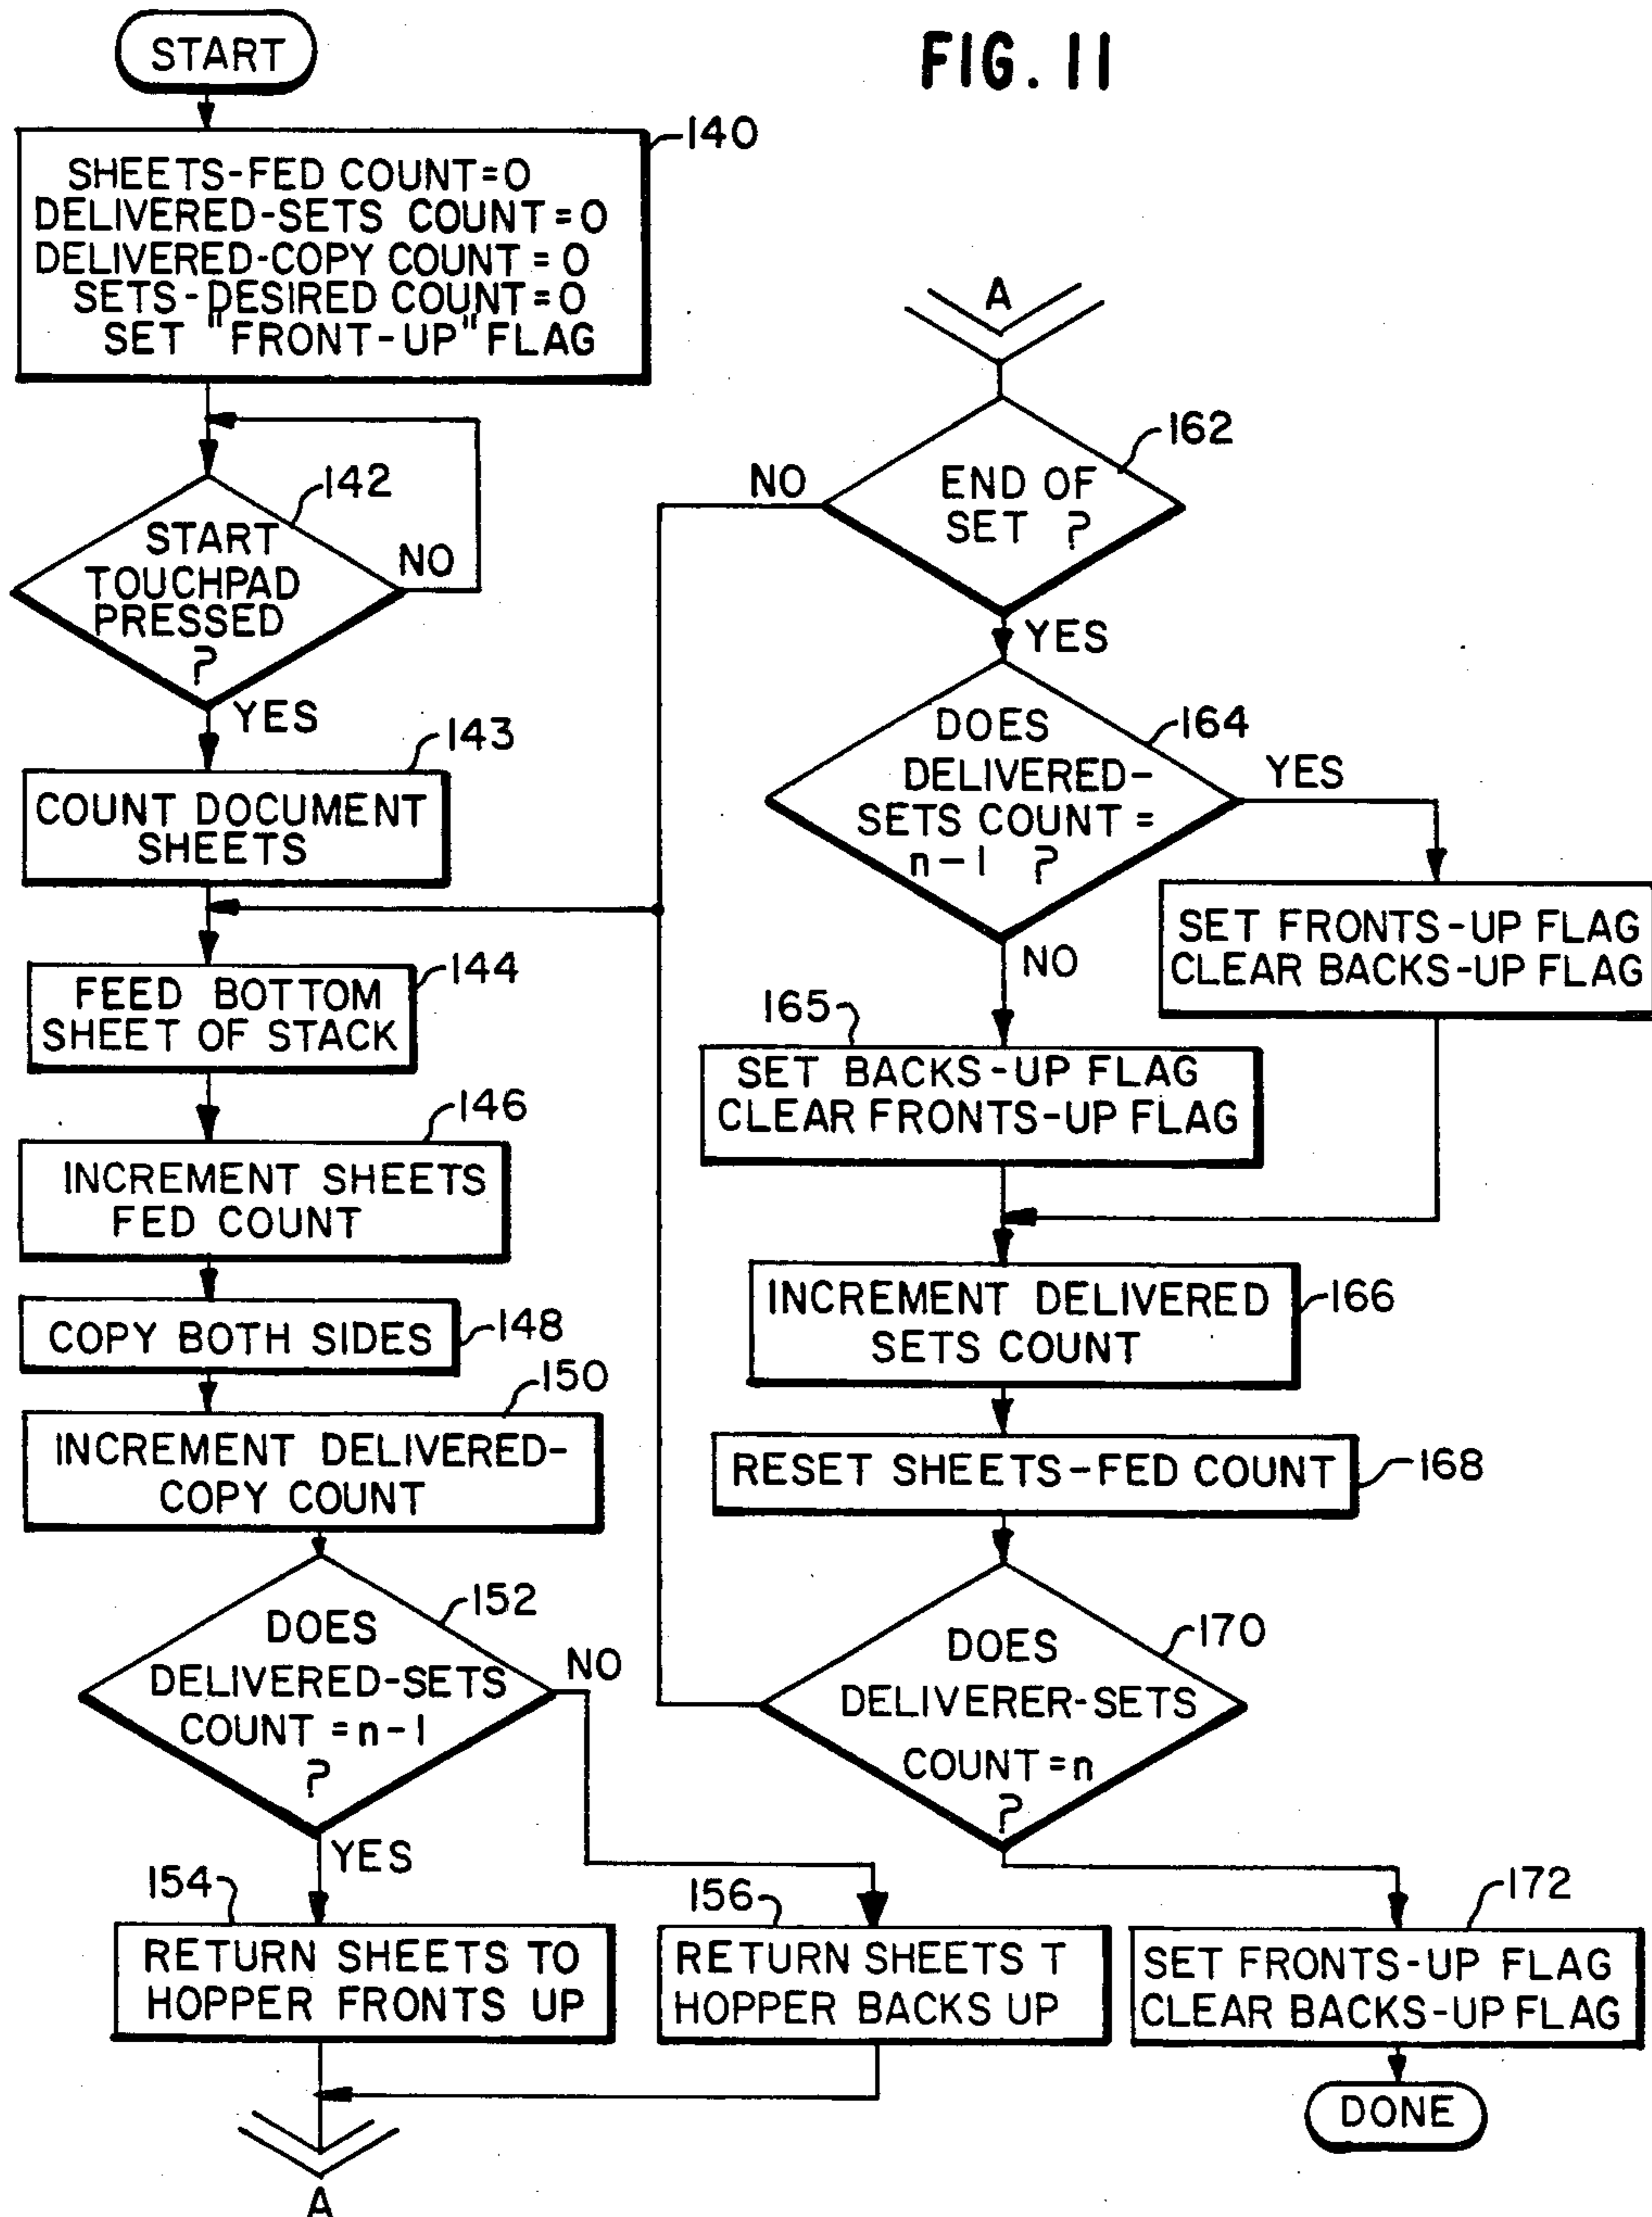 FIG. 11
START
140
SHEETS-FED COUNT=0
DELIVERED-SETS COUNT=0
DELIVERED-COPY COUNT=0
SETS-DESIRED COUNT=0
SET "FRONT-UP" FLAG
142
START
TOUCHPAD
PRESSED
?
NO
YES
143
COUNT DOCUMENT
SHEETS
144
FEED BOTTOM
SHEET OF STACK
146
INCREMENT SHEETS
FED COUNT
COPY BOTH SIDES
148
150
INCREMENT DELIVERED-
COPY COUNT
152
DOES
DELIVERED-SETS
COUNT=n-1
?
NO
YES
154
RETURN SHEETS TO
HOPPER FRONTS UP
156
RETURN SHEETS T
HOPPER BACKS UP
A
A
162
END OF
SET ?
NO
YES
164
DOES
DELIVERED-
SETS COUNT =
n-1 ?
YES
NO
SET FRONTS-UP FLAG
CLEAR BACKS-UP FLAG
165
SET BACKS-UP FLAG
CLEAR FRONTS-UP FLAG
INCREMENT DELIVERED
SETS COUNT
166
RESET SHEETS-FED COUNT
168
170
DOES
DELIVERER-SETS
COUNT=n
?
172
SET FRONTS-UP FLAG
CLEAR BACKS-UP FLAG
DONE